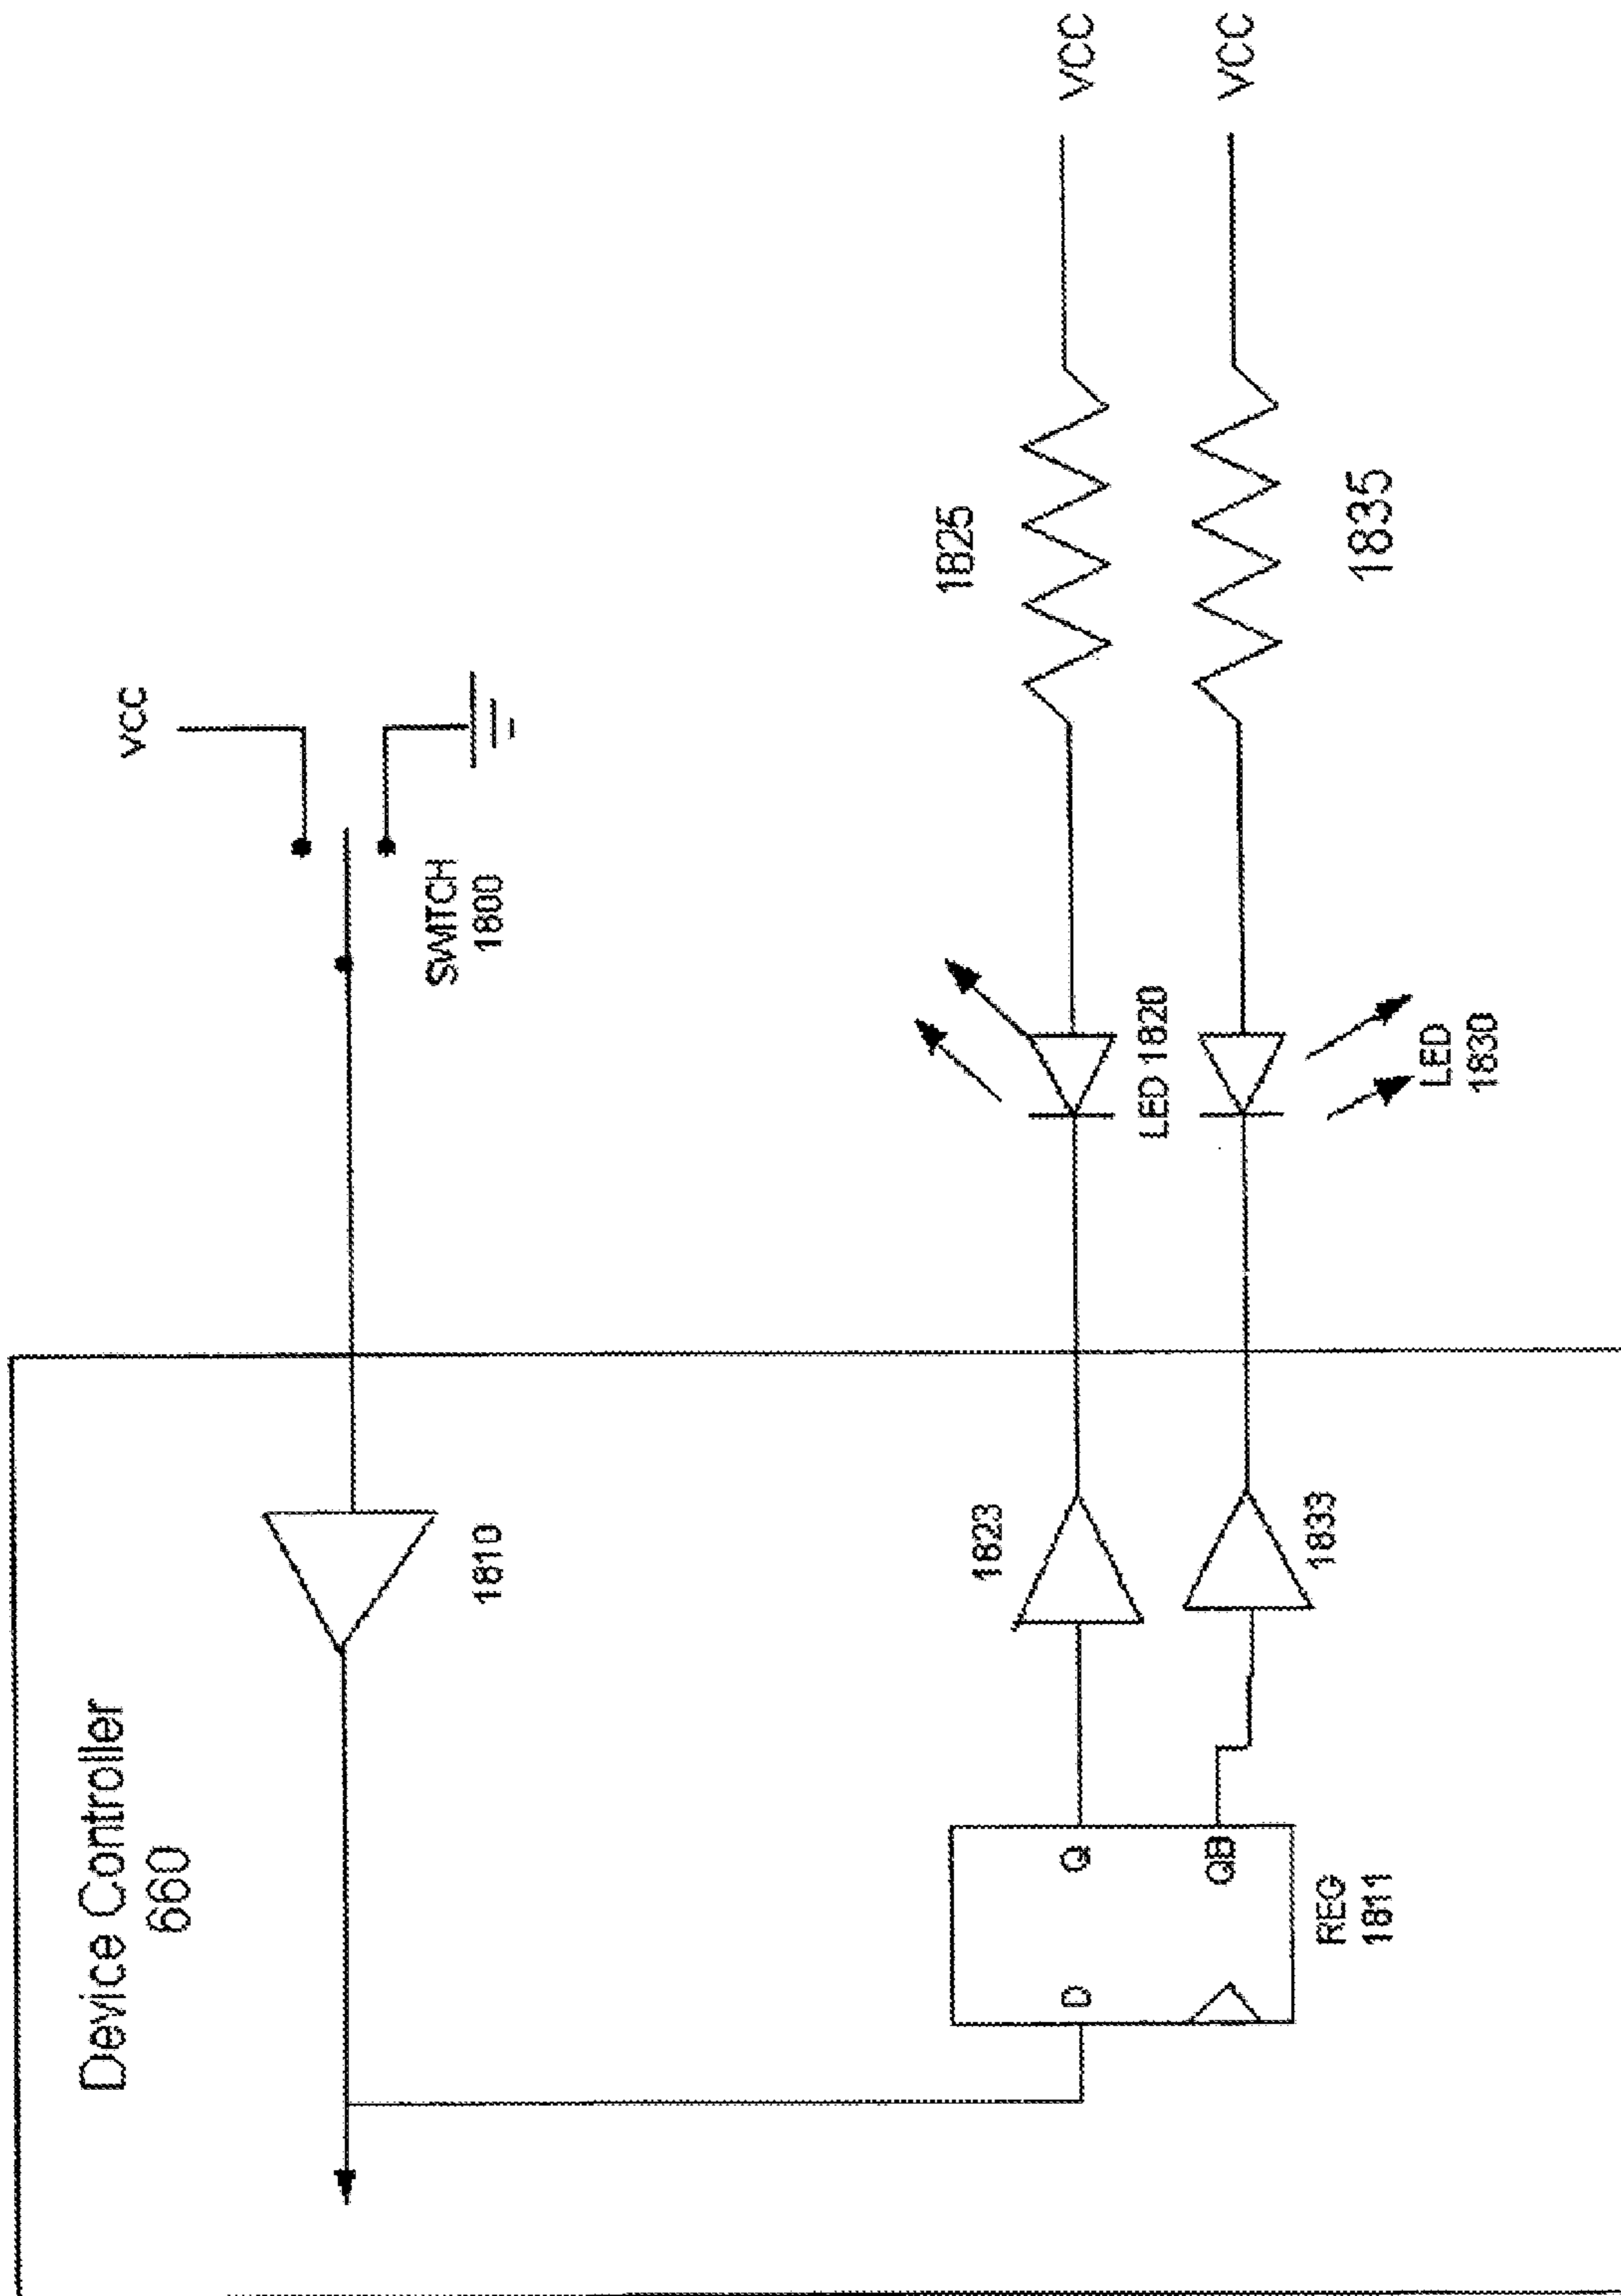 Device Controller
660
1810
VCC
SWITCH
1800
D
Q
QB
REG
1811
1823
1833
LED 1820
LED
1830
1825
1835
VCC
VCC